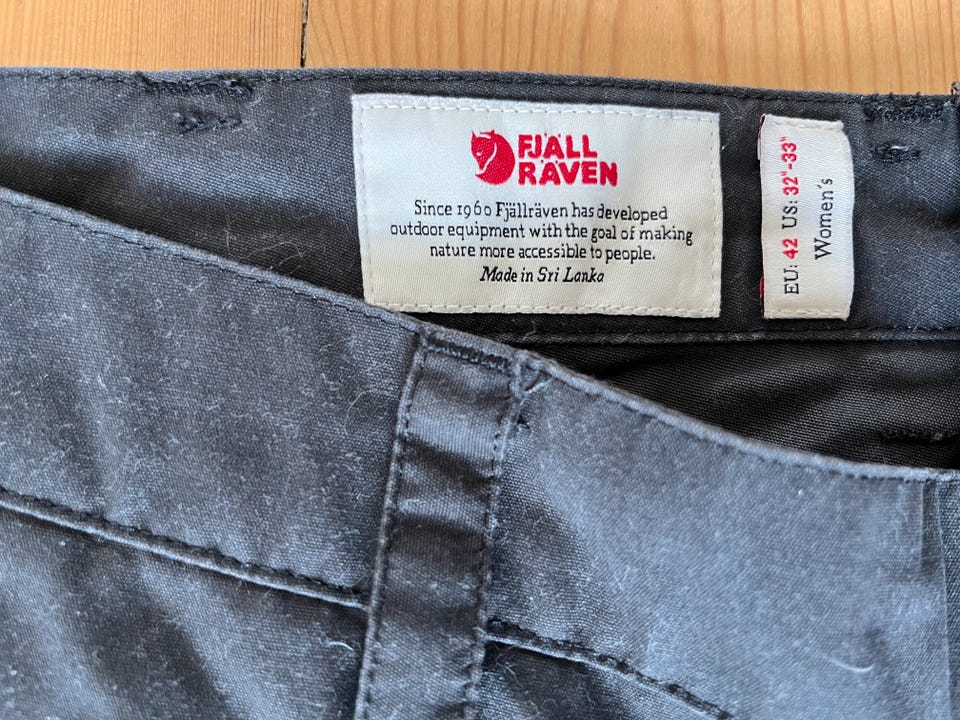 FJÄLL
RÄVEN
Since 1960 Fjällräven has developed
outdoor equipment with the goal of making
nature more accessible to people.
Made in Sri Lanka
EU: 42 US: 32"-33"
Women's